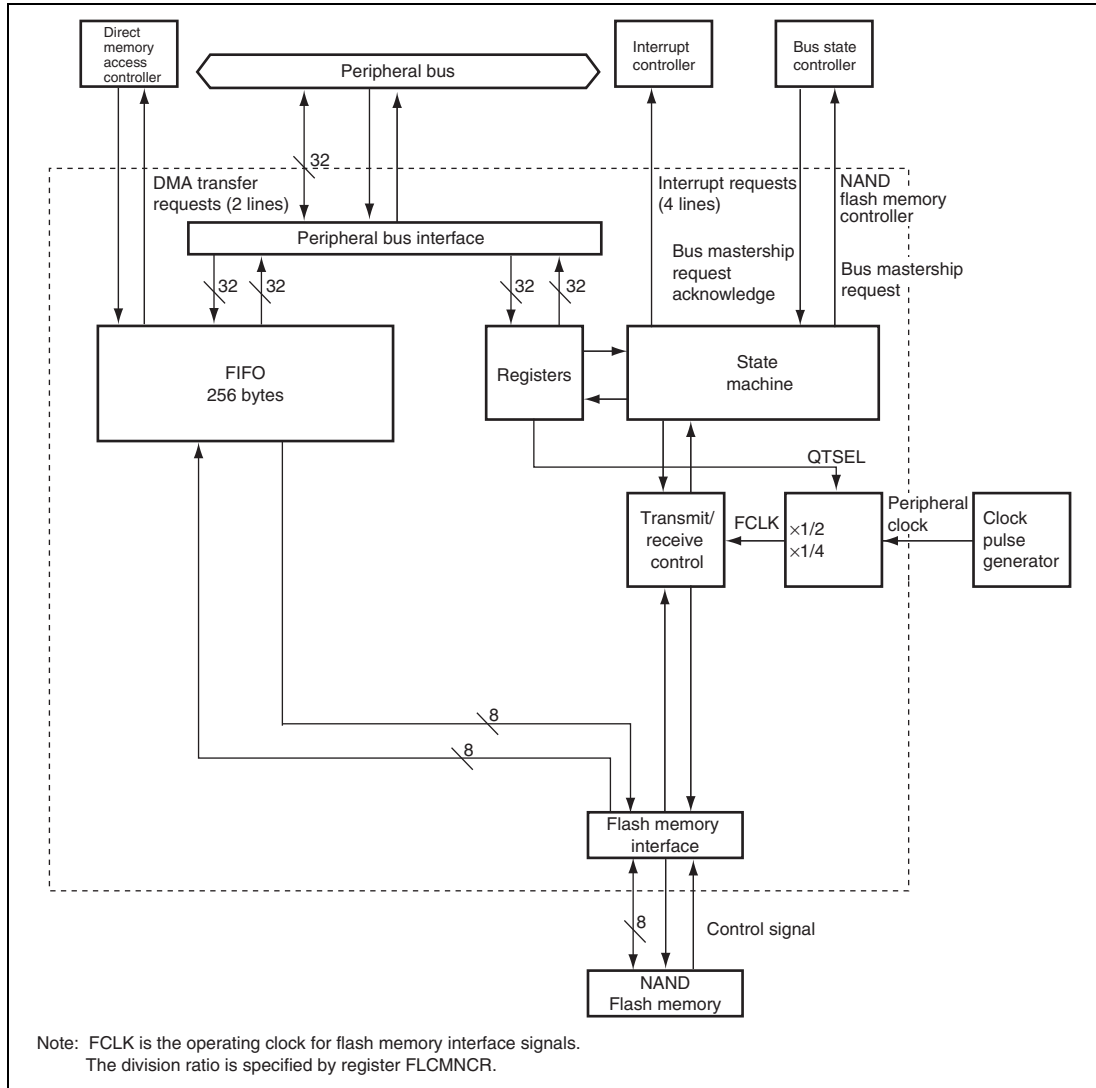 Direct
memory
access
controller
Peripheral bus
Interrupt
controller
Bus state
controller
32
DMA transfer
requests (2 lines)
Interrupt requests
(4 lines)
NAND
flash memory
controller
Peripheral bus interface
Bus mastership
request
acknowledge
Bus mastership
request
32
32
32
32
FIFO
256 bytes
Registers
State
machine
QTSEL
Transmit/
receive
control
FCLK
×1/2
×1/4
Peripheral
clock
Clock
pulse
generator
8
8
Flash memory
interface
8
Control signal
NAND
Flash memory
Note: FCLK is the operating clock for flash memory interface signals.
The division ratio is specified by register FLCMNCR.